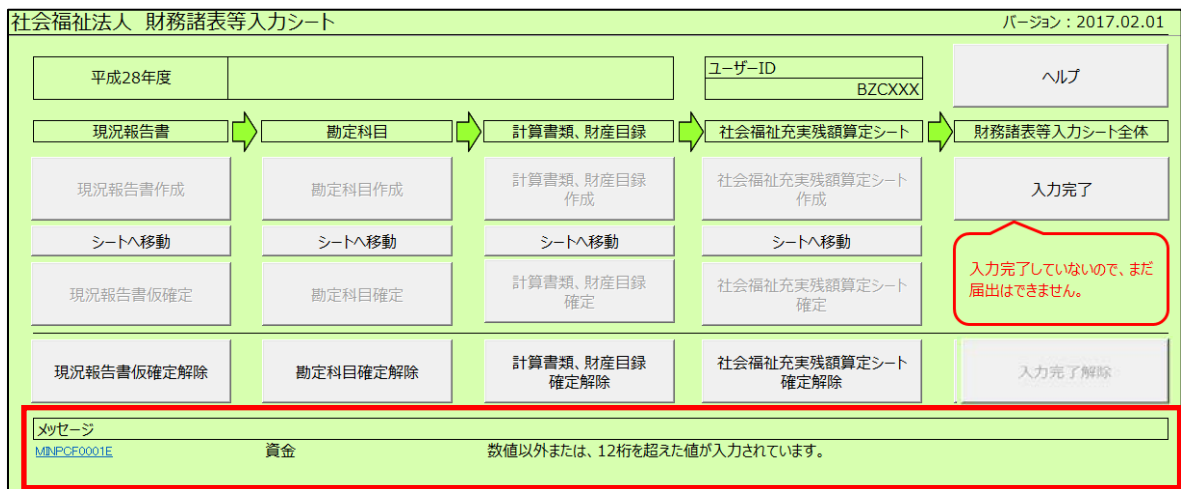 社会福祉法人 財務諸表等入力シート
バージョン：2017.02.01
平成28年度
ユーザーID
BZCXXX
ヘルプ
現況報告書
勘定科目
計算書類、財産目録
社会福祉充実残額算定シート
財務諸表等入力シート全体
現況報告書作成
勘定科目作成
計算書類、財産目録
作成
社会福祉充実残額算定シート
作成
入力完了
シートへ移動
シートへ移動
シートへ移動
シートへ移動
入力完了していないので、まだ
届出はできません。
現況報告書仮確定
勘定科目確定
計算書類、財産目録
確定
社会福祉充実残額算定シート
確定
現況報告書仮確定解除
勘定科目確定解除
計算書類、財産目録
確定解除
社会福祉充実残額算定シート
確定解除
入力完了解除
メッセージ
MINPCF0001E
資金
数値以外または、12桁を超えた値が入力されています。